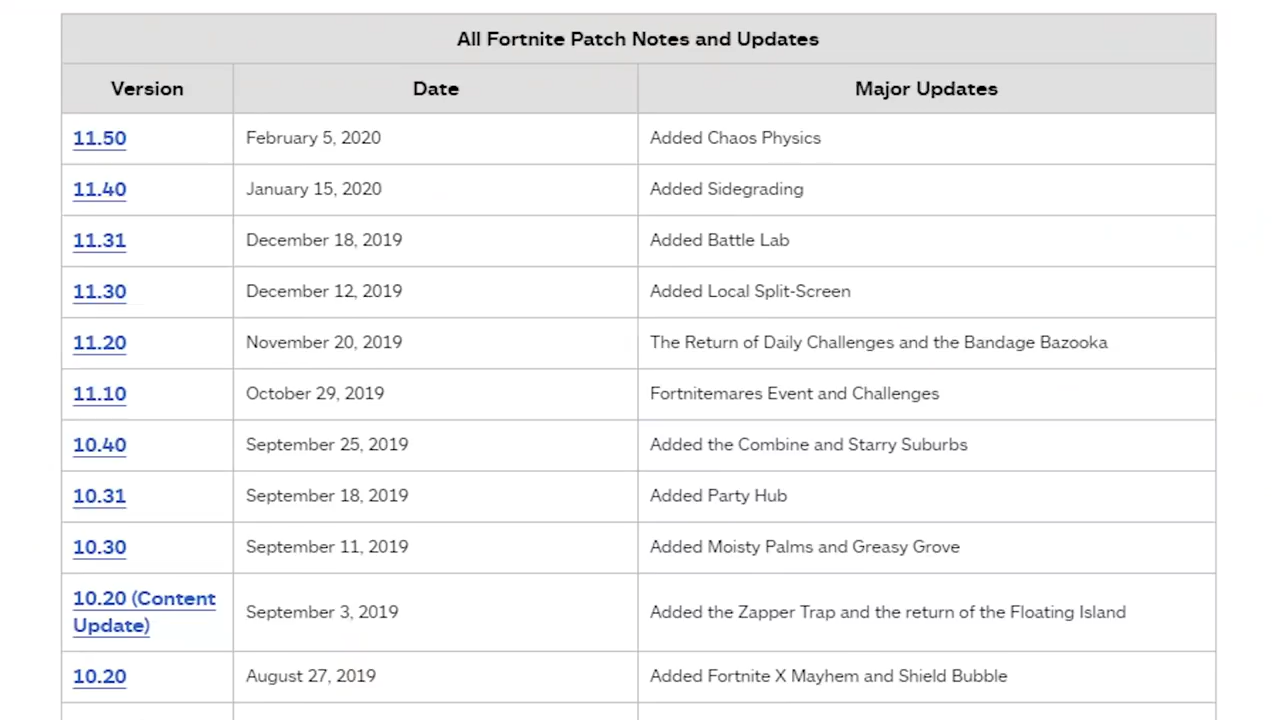 All Fortnite Patch Notes and Updates
Version Date Major Updates
11.50 February 5, 2020 Added Chaos Physics
11.40 January 15, 2020 Added Sidegrading
11.31 December 18, 2019 Added Battle Lab
11.30 December 12, 2019 Added Local Split-Screen
11.20 November 20, 2019 The Return of Daily Challenges and the Bandage Bazooka
11.10 October 29, 2019 Fortnitemares Event and Challenges
10.40 September 25, 2019 Added the Combine and Starry Suburbs
10.31 September 18, 2019 Added Party Hub
10.30 September 11, 2019 Added Moisty Palms and Greasy Grove
10.20 (Content
Update) September 3, 2019 Added the Zapper Trap and the return of the Floating Island
10.20 August 27, 2019 Added Fortnite X Mayhem and Shield Bubble